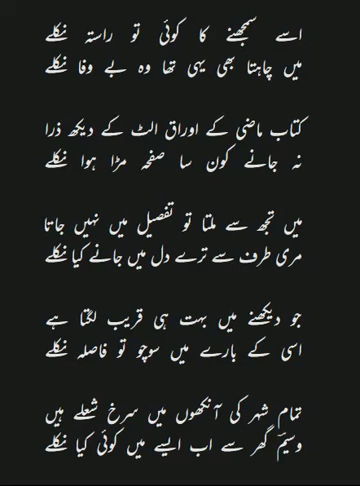 اسے سمجھنے کا کوئی تو راستہ نکلے
میں چاہتا بھی یہی تھا وہ بے وفا نکلے
کتاب ماضی کے اوراق الٹ کے دیکھ ذرا
نہ جانے کون سا صفحہ مڑا ہوا نکلے
میں تجھ سے ملتا تو تفصیل میں نہیں جاتا
مری طرف سے ترے دل میں جانے کیا نکلے
جو دیکھنے میں بہت ہی قریب لگتا ہے
اسی کے بارے میں سوچو تو فاصلہ نکلے
تمام شہر کی آنکھوں میں سرخ شعلے ہیں
وسیمؔ گھر سے اب ایسے میں کوئی کیا نکلے